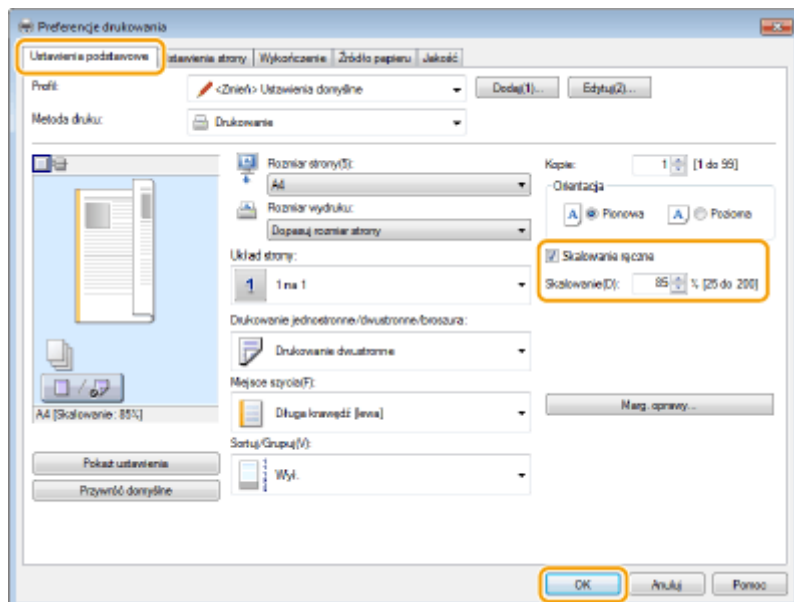 Preferencje drukowania
Ustawienia podstawowe
stawienia strony
Wykończenie
Źródło papieru
Jakość
Profil:
<Zmień> Ustawienia domyślne
Dodaj(1)...
Edytuj(2)...
Metoda druku:
Drukowanie
Rozmiar strony(5):
A4
Rozmiar wydruku:
Dopasuj rozmiar strony
Układ strony:
1
1 na 1
Drukowanie jednostronne/dwustronne/broszura:
Drukowanie dwustronne
Miejsce szycia(F):
Długa krawędź [lewa]
Sortuj/Grupuj(V):
Wył.
Kopie:
1 [1 do 99]
Orientacja
A Pionowa
A Pozioma
Skalowanie ręczne
Skalowanie(D): 85 % [25 do 200]
Marg. oprawy...
A4 [Skalowanie: 85%]
Pokaż ustawienia
Przywróć domyślne
OK
Anuluj
Pomoc